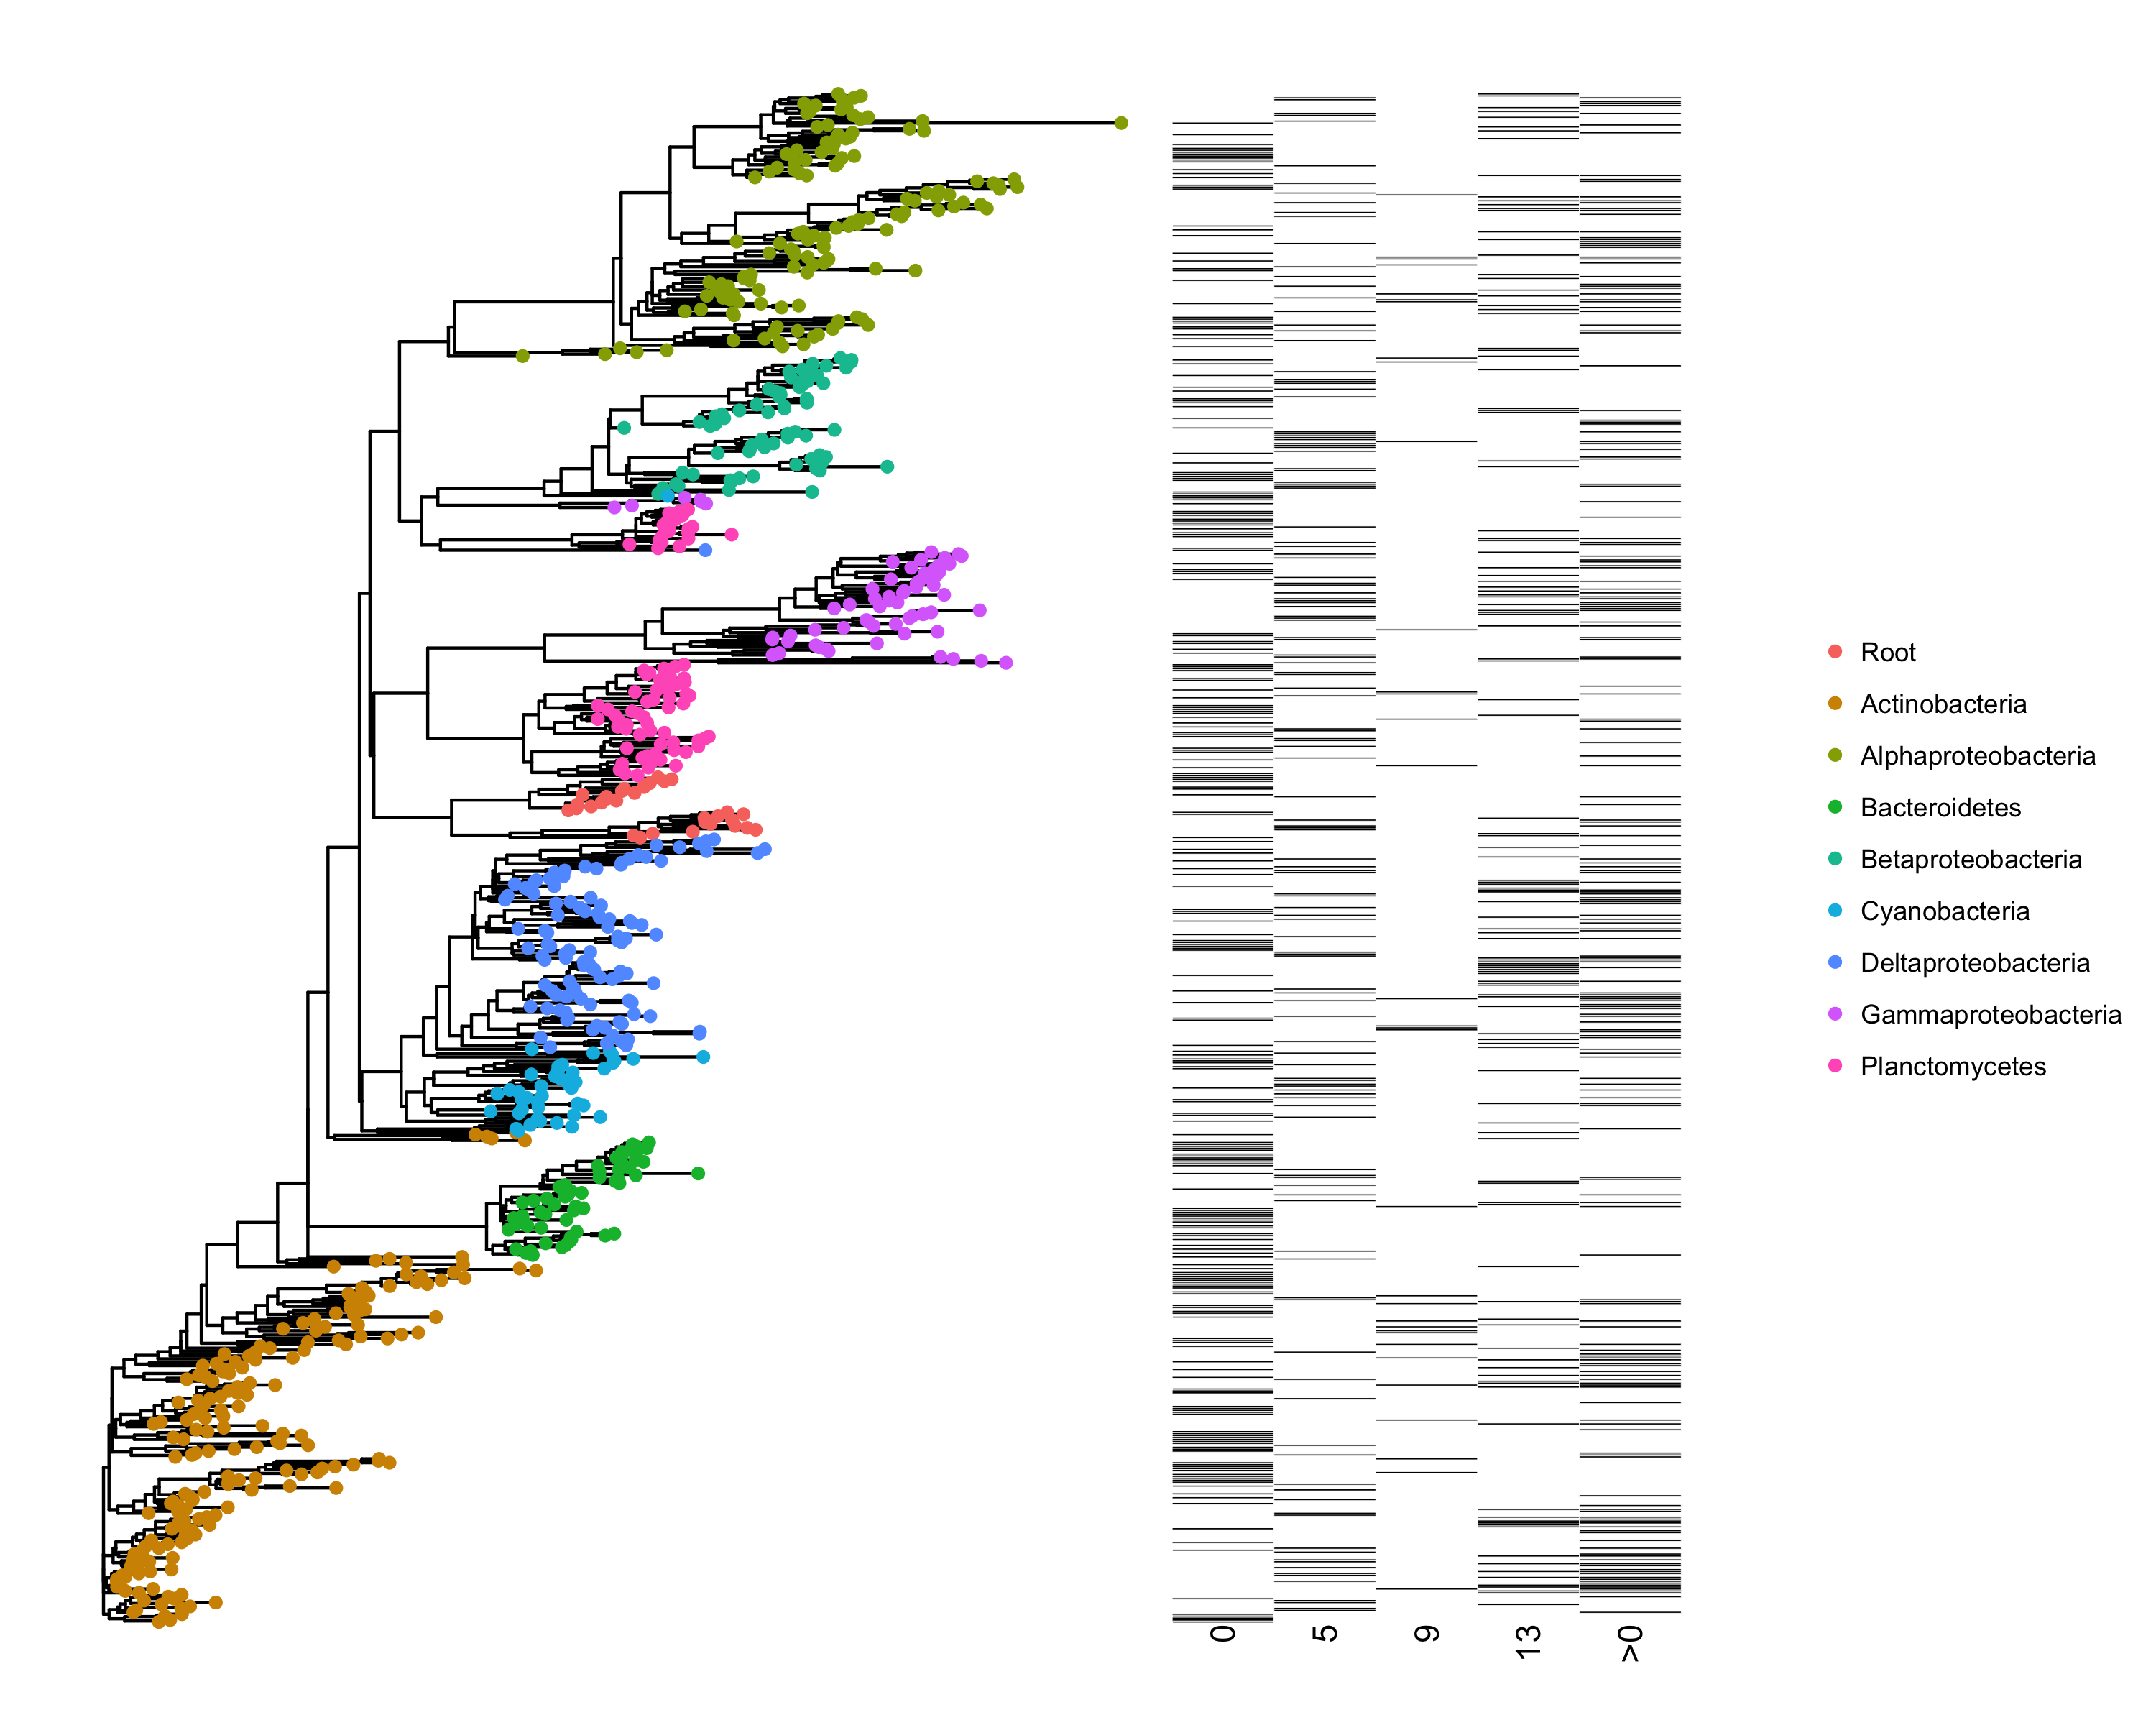 Root
Actinobacteria
Alphaproteobacteria
Bacteroidetes
Betaproteobacteria
Cyanobacteria
Deltaproteobacteria
Gammaproteobacteria
Planctomycetes
0
5
9
13
>0